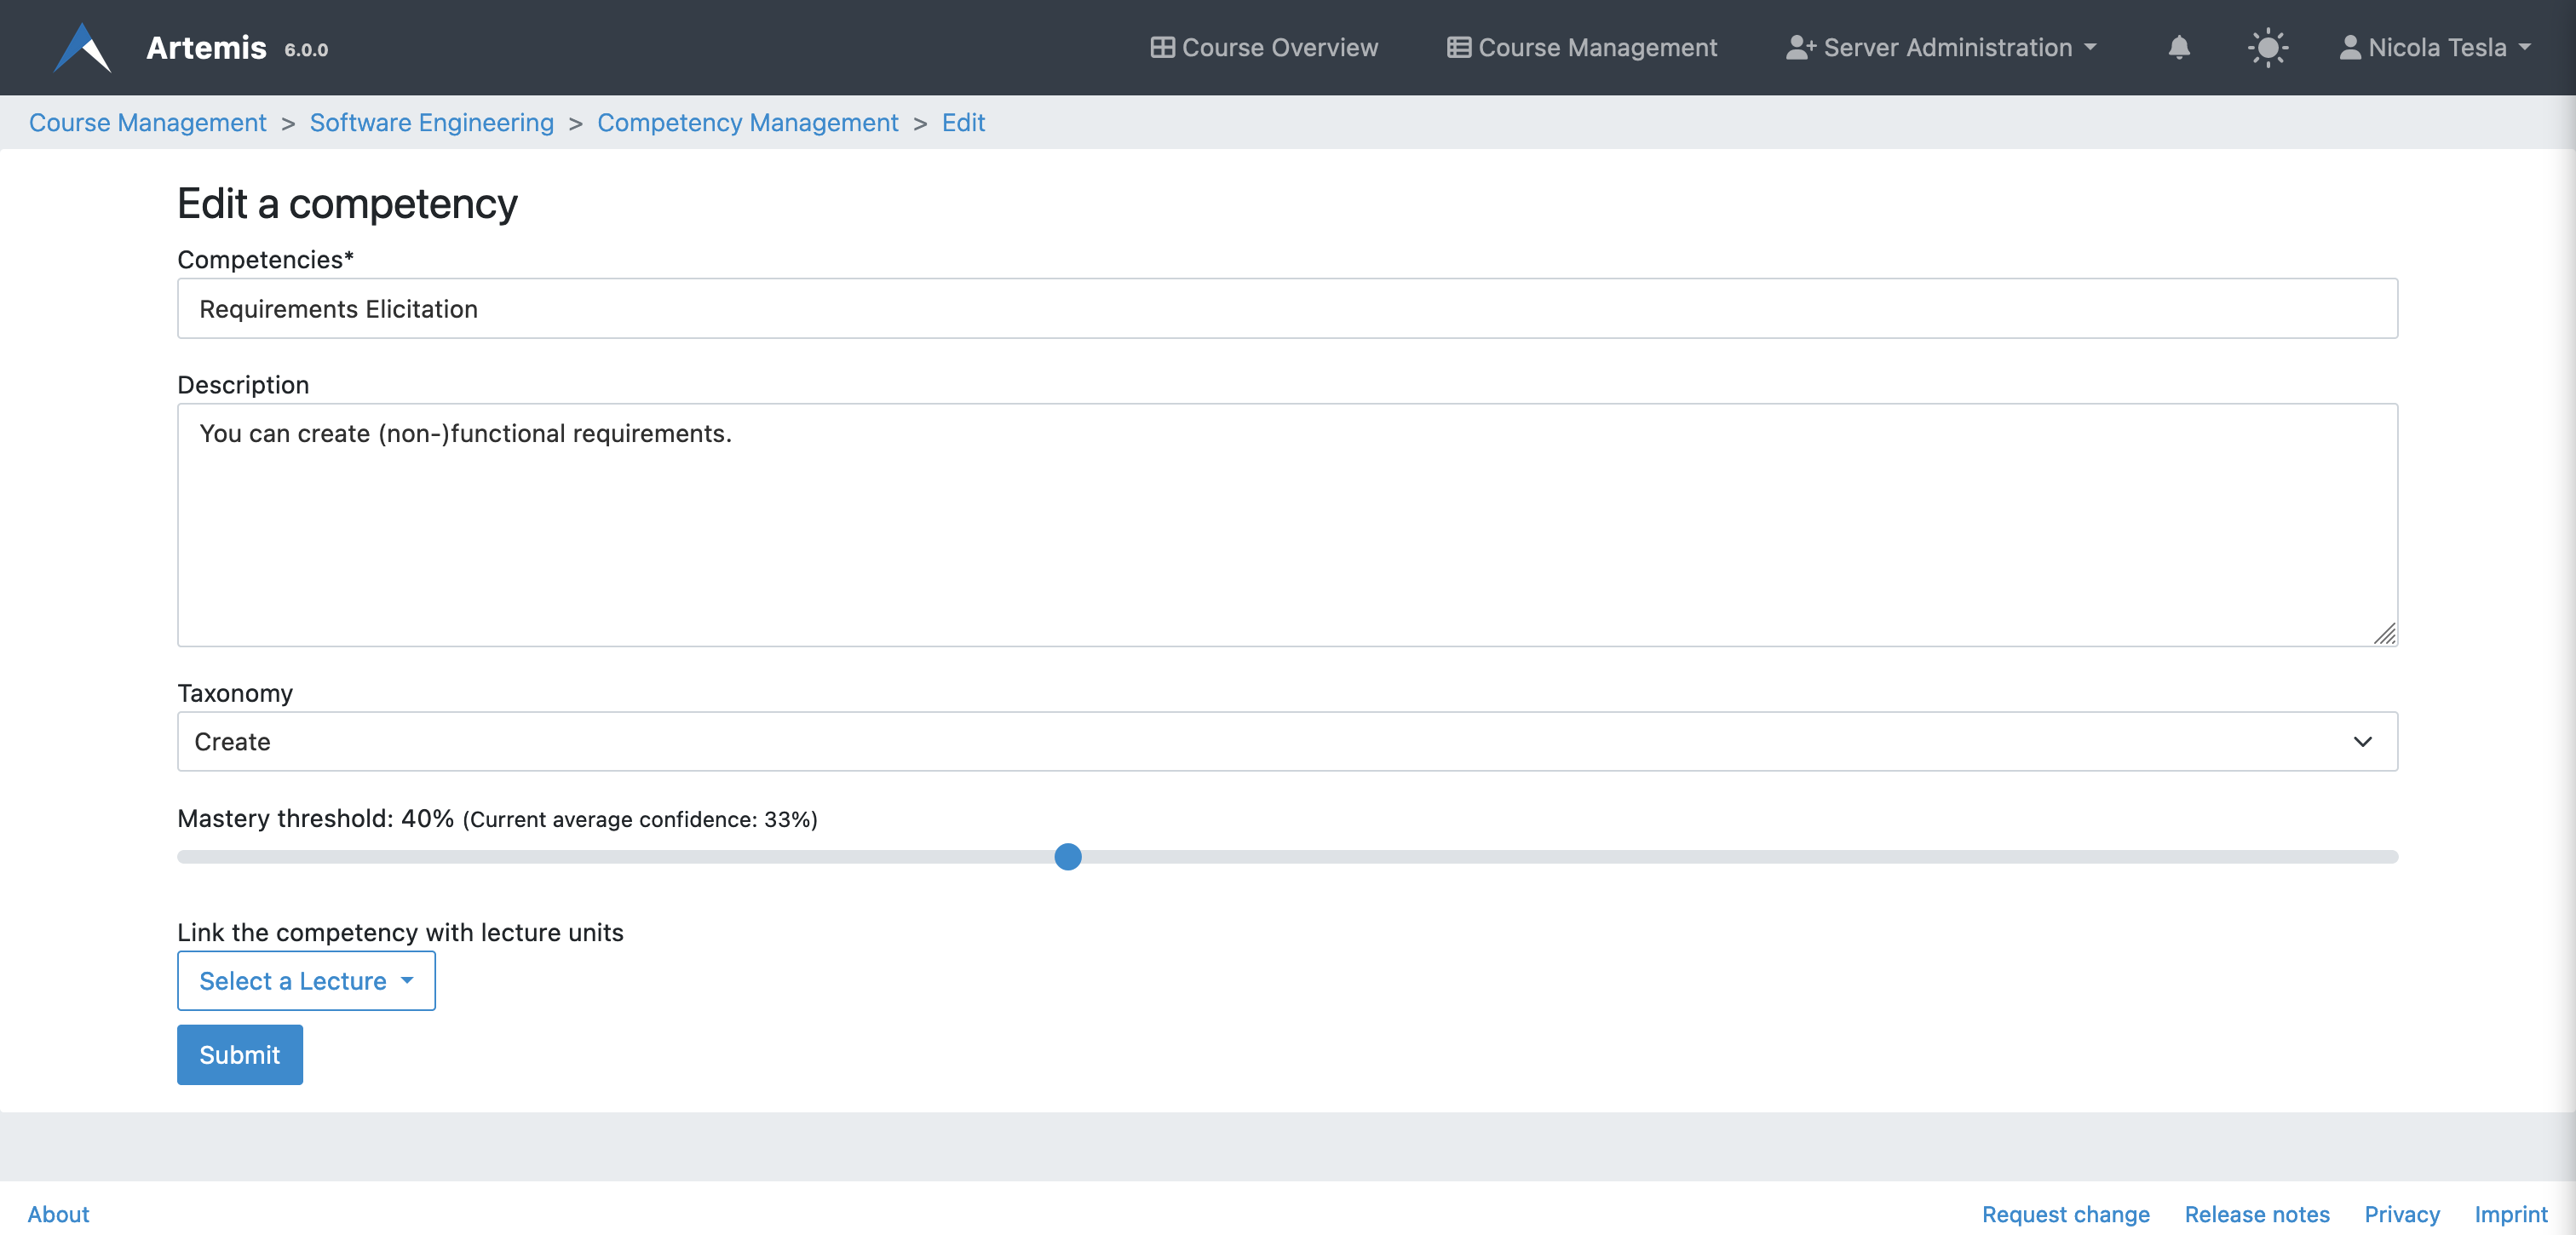 Artemis 6.0.0 Course Overview Course Management Server Administration Nicola Tesla
Course Management > Software Engineering > Competency Management > Edit
Edit a competency
Competencies*
Requirements Elicitation
Description
You can create (non-)functional requirements.
Taxonomy
Create
Mastery threshold: 40% (Current average confidence: 33%)
Link the competency with lecture units
Select a Lecture
Submit
About Request change Release notes Privacy Imprint